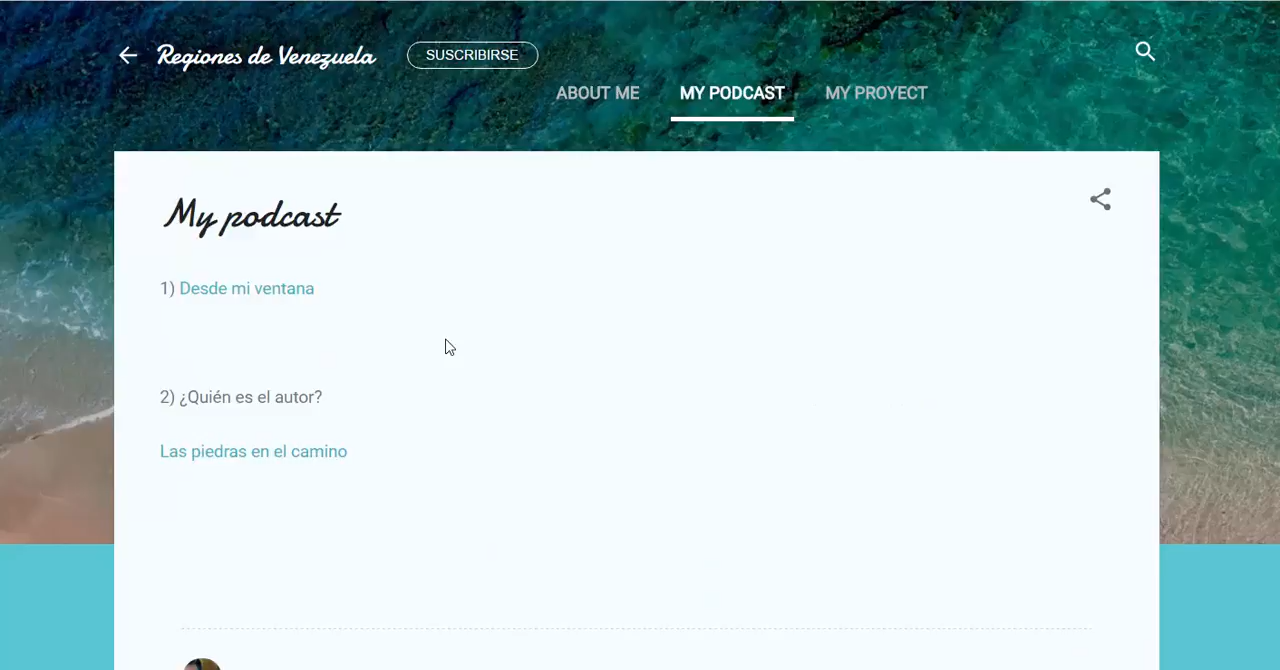 Regiones de Venezuela
SUSCRIBIRSE
ABOUT ME
MY PODCAST
MY PROYECT
My podcast
1) Desde mi ventana
2) ¿Quién es el autor?
Las piedras en el camino